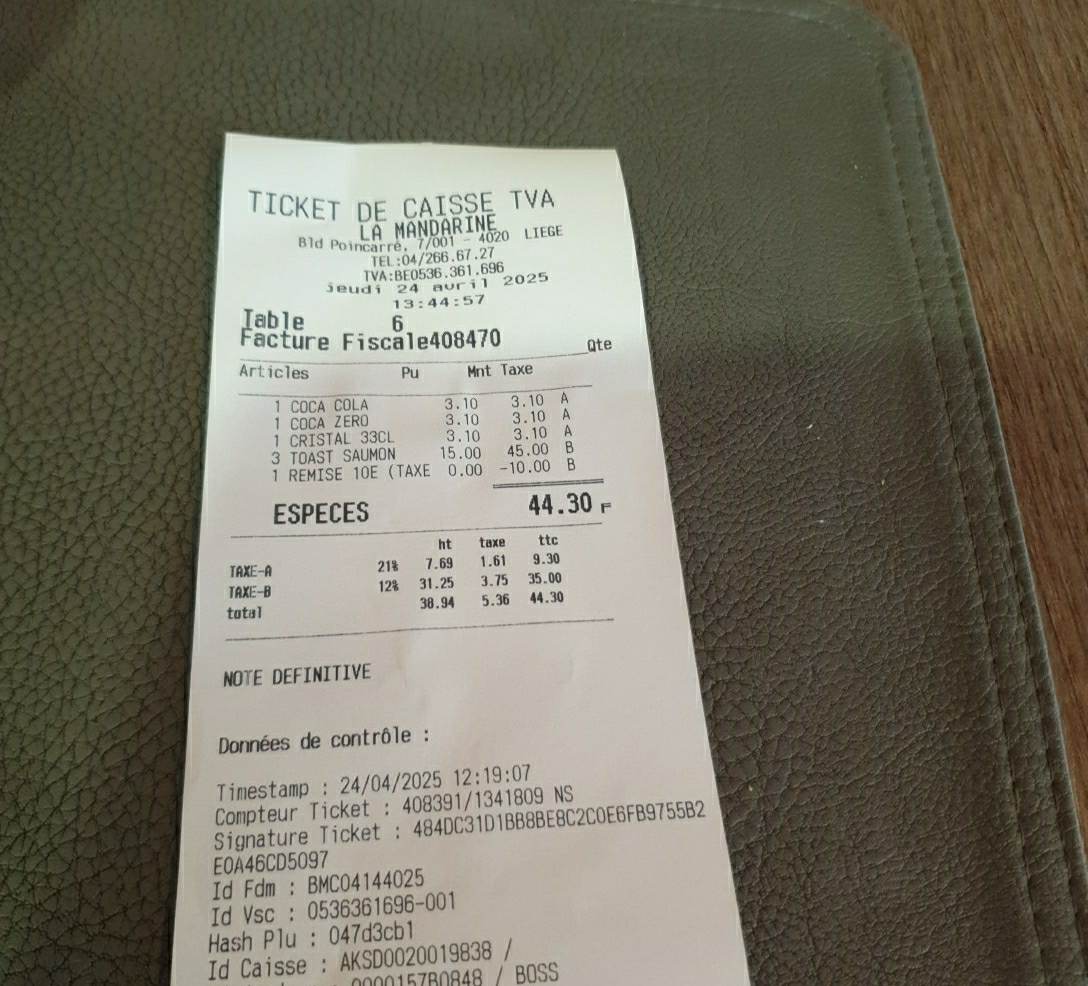 TICKET DE CAISSE TVA
LA MANDARINE
Bld Poincarré, 7/001 - 4020 LIEGE
TEL:04/266.67.27
TVA:BE0536.361.696
jeudi 24 avril 2025
13:44:57
Table 6
Facture Fiscale408470
Qte
Articles Pu Mnt Taxe
1 COCA COLA 3.10 3.10 A
1 COCA ZERO 3.10 3.10 A
1 CRISTAL 33CL 3.10 3.10 A
3 TOAST SAUMON 15.00 45.00 B
1 REMISE 10E (TAXE 0.00 -10.00 B
ESPECES 44.30 F
ht taxe ttc
TAXE-A 21% 7.69 1.61 9.30
TAXE-B 12% 31.25 3.75 35.00
total 38.94 5.36 44.30
NOTE DEFINITIVE
Données de contrôle :
Timestamp : 24/04/2025 12:19:07
Compteur Ticket : 408391/1341809 NS
Signature Ticket : 484DC31D1BB8BE8C2C0E6FB9755B2
E0A46CD5097
Id Fdm : BMC04144025
Id Vsc : 0536361696-001
Hash Plu : 047d3cb1
Id Caisse : AKSD0020019838 /
0000157B0848 / BOSS